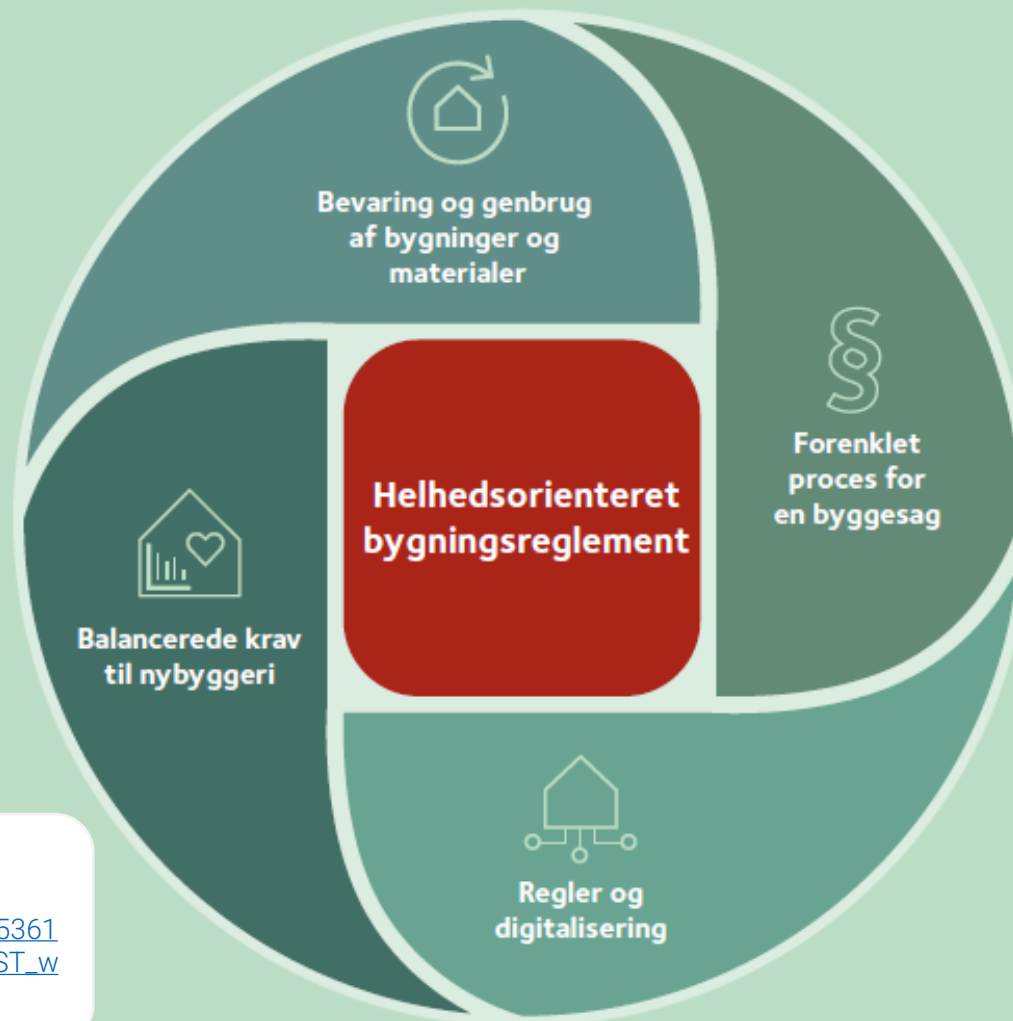 Bevaring og genbrug
af bygninger og
materialer
Forenklet
proces for
en byggesag
Helhedsorienteret
bygningsreglement
Balancerede krav
til nybyggeri
Regler og
digitalisering
5361
ST_w